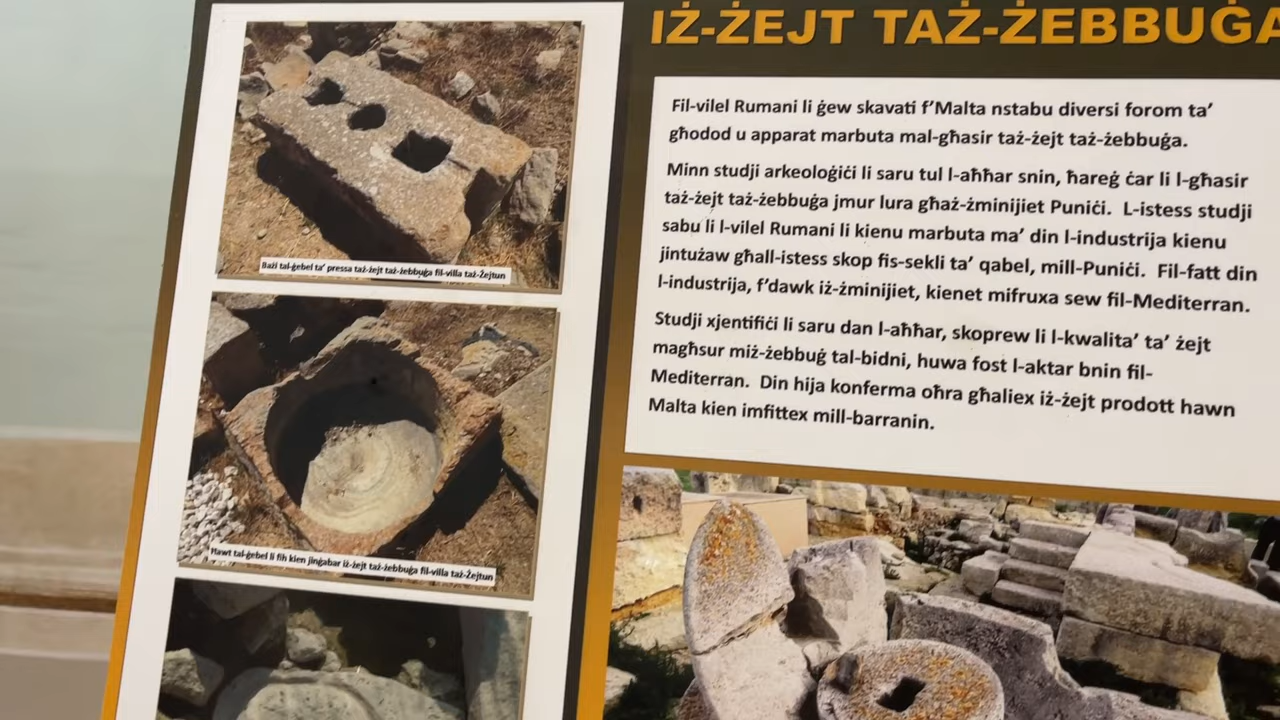 IŻ-ŻEJT TAŻ-ŻEBBUĠA
Fil-vilel Rumani li ġew skavati f’Malta nstabu diversi forom ta’
għodod u apparat marbuta mal-għasir taż-żejt taż-żebbuġa.
Minn studji arkeoloġiċi li saru tul l-aħħar snin, ħareġ ċar li l-għasir
taż-żejt taż-żebbuġa jmur lura għaż-żminijiet Puniċi. L-istess studji
sabu li l-vilel Rumani li kienu marbuta ma’ din l-industrija kienu
jintużaw għall-istess skop fis-sekli ta’ qabel, mill-Puniċi. Fil-fatt din
l-industrija, f’dawk iż-żminijiet, kienet mifruxa sew fil-Mediterran.
Studji xjentifiċi li saru dan l-aħħar, skoprew li l-kwalita’ ta’ żejt
magħsur miż-żebbuġ tal-bidni, huwa fost l-aktar bnin fil-
Mediterran. Din hija konferma oħra għaliex iż-żejt prodott hawn
Malta kien imfittex mill-barranin.
Bażi tal-ġebel ta’ pressa taż-żejt taż-żebbuġa fil-villa taż-Żejtun
Hawt tal-ġebel li fih kien jinġabar iż-żejt taż-żebbuġa fil-villa taż-Żejtun